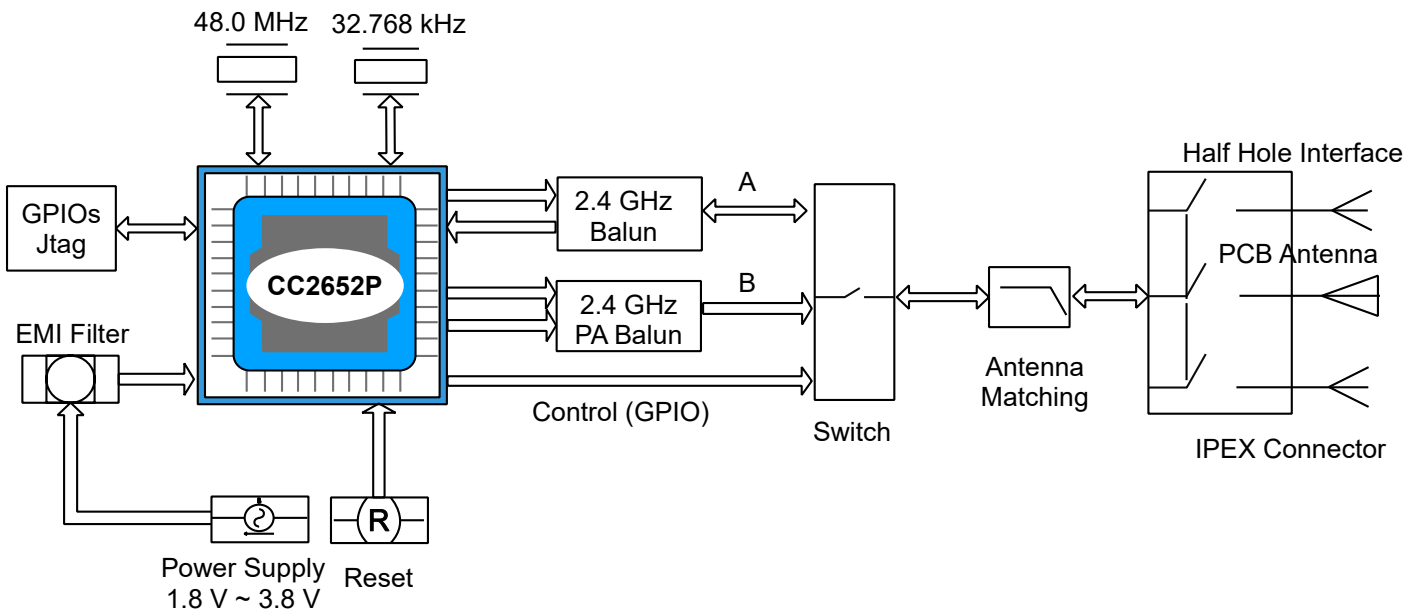 48.0 MHz
32.768 kHz
Half Hole Interface
GPIOs
Jtag
2.4 GHz
Balun
A
PCB Antenna
CC2652P
B
2.4 GHz
PA Balun
EMI Filter
Antenna
Matching
Control (GPIO)
Switch
IPEX Connector
R
Power Supply
1.8 V ~ 3.8 V
Reset